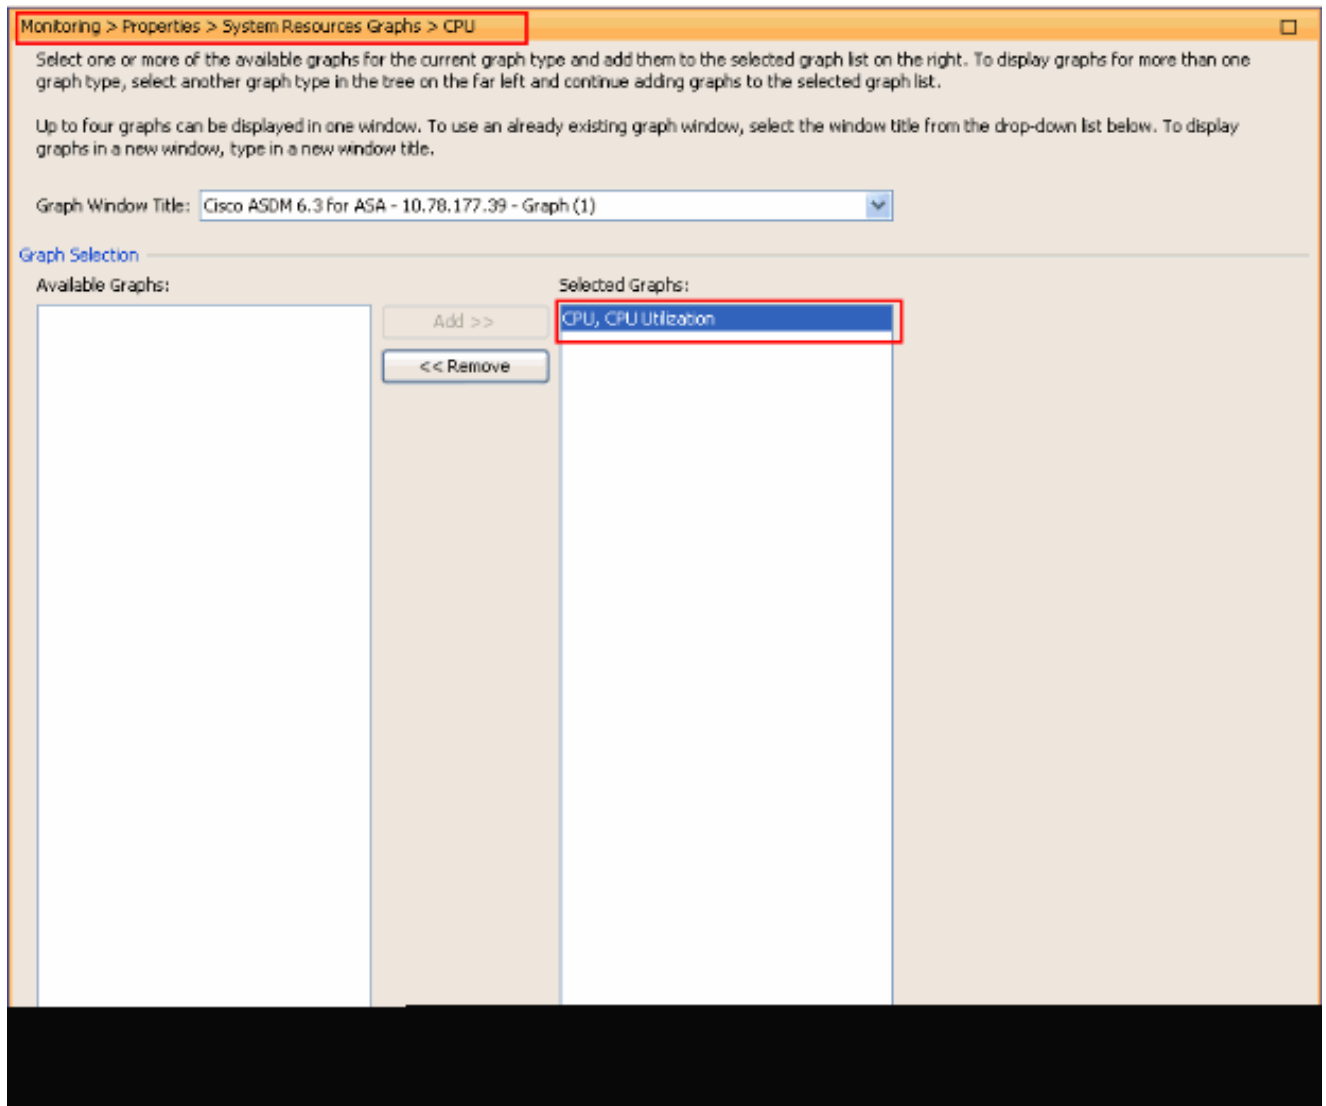 Monitoring > Properties > System Resources Graphs > CPU
Select one or more of the available graphs for the current graph type and add them to the selected graph list on the right. To display graphs for more than one
graph type, select another graph type in the tree on the far left and continue adding graphs to the selected graph list.
Up to four graphs can be displayed in one window. To use an already existing graph window, select the window title from the drop-down list below. To display
graphs in a new window, type in a new window title.
Graph Window Title: Cisco ASDM 6.3 for ASA - 10.78.177.39 - Graph (1)
Graph Selection
Available Graphs: Selected Graphs:
Add >> CPU, CPU Utilization
<< Remove